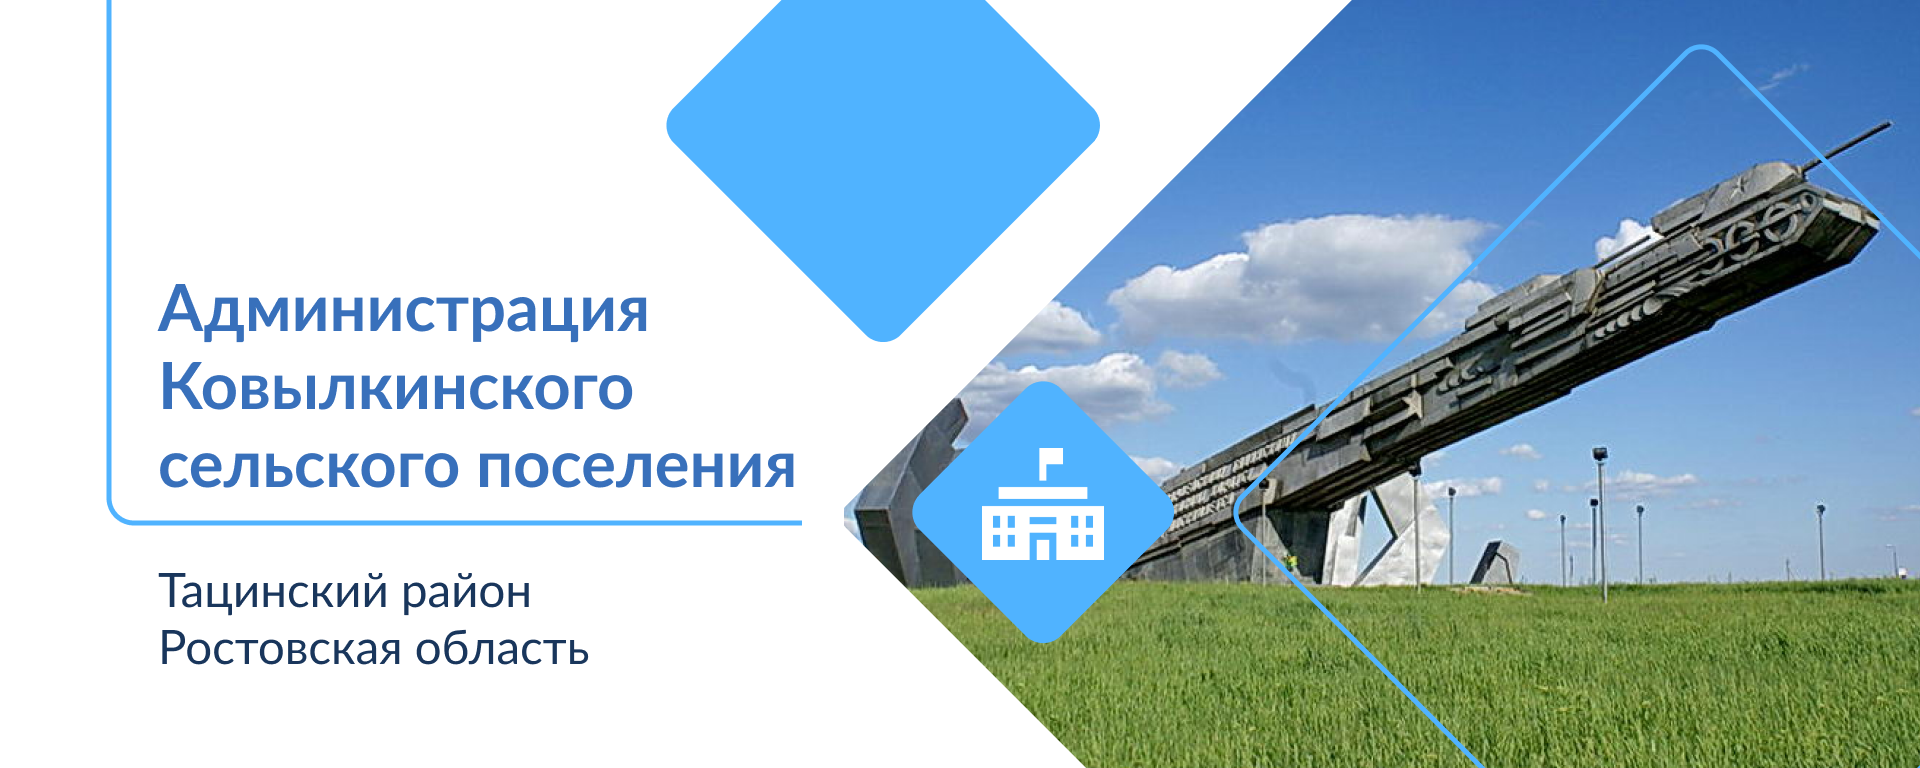 Администрация
Ковылкинского
сельского поселения
Тацинский район
Ростовская область